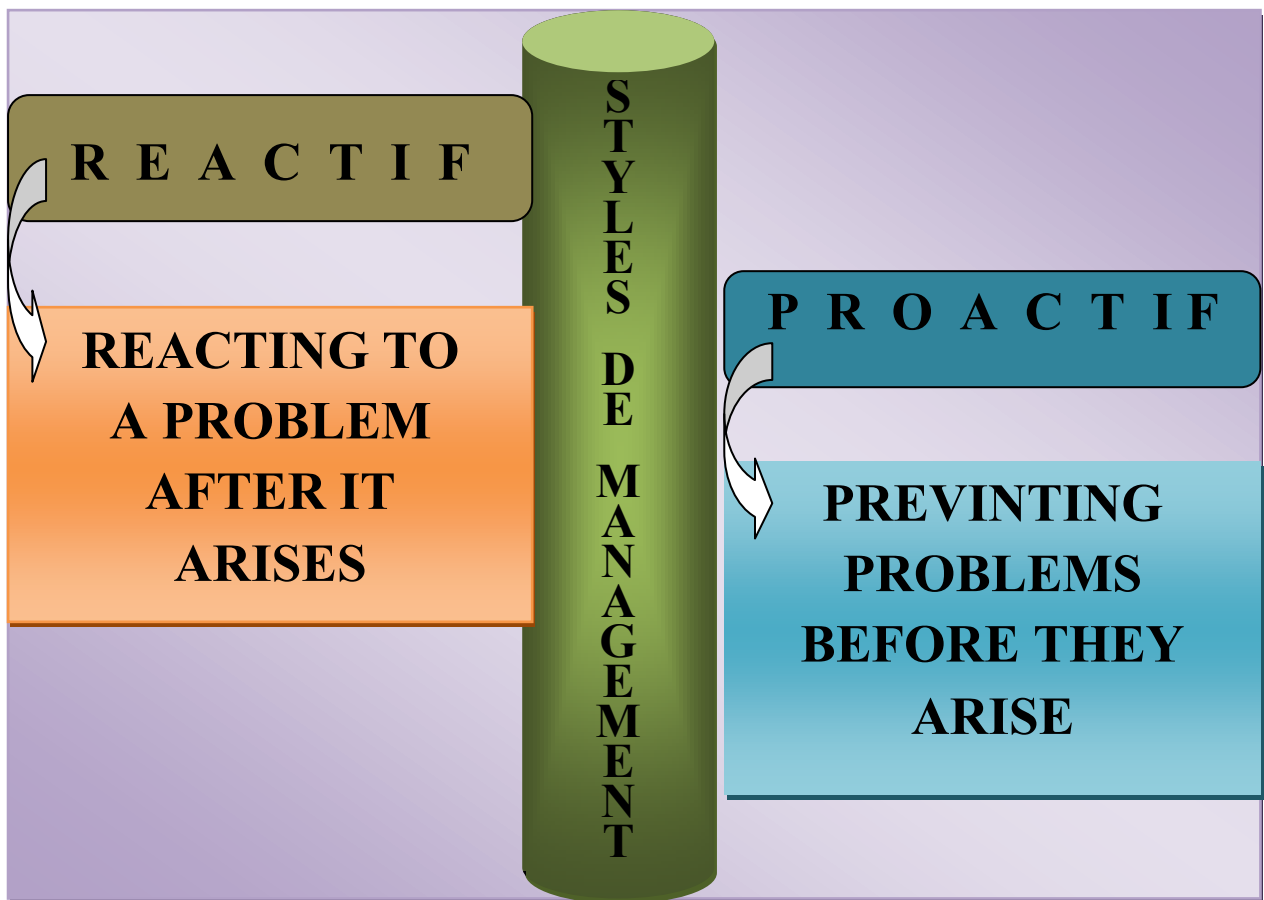 STYLES DE MANAGEMENT
R E A C T I F
REACTING TO
A PROBLEM
AFTER IT
ARISES
P R O A C T I F
PREVINTING
PROBLEMS
BEFORE THEY
ARISE